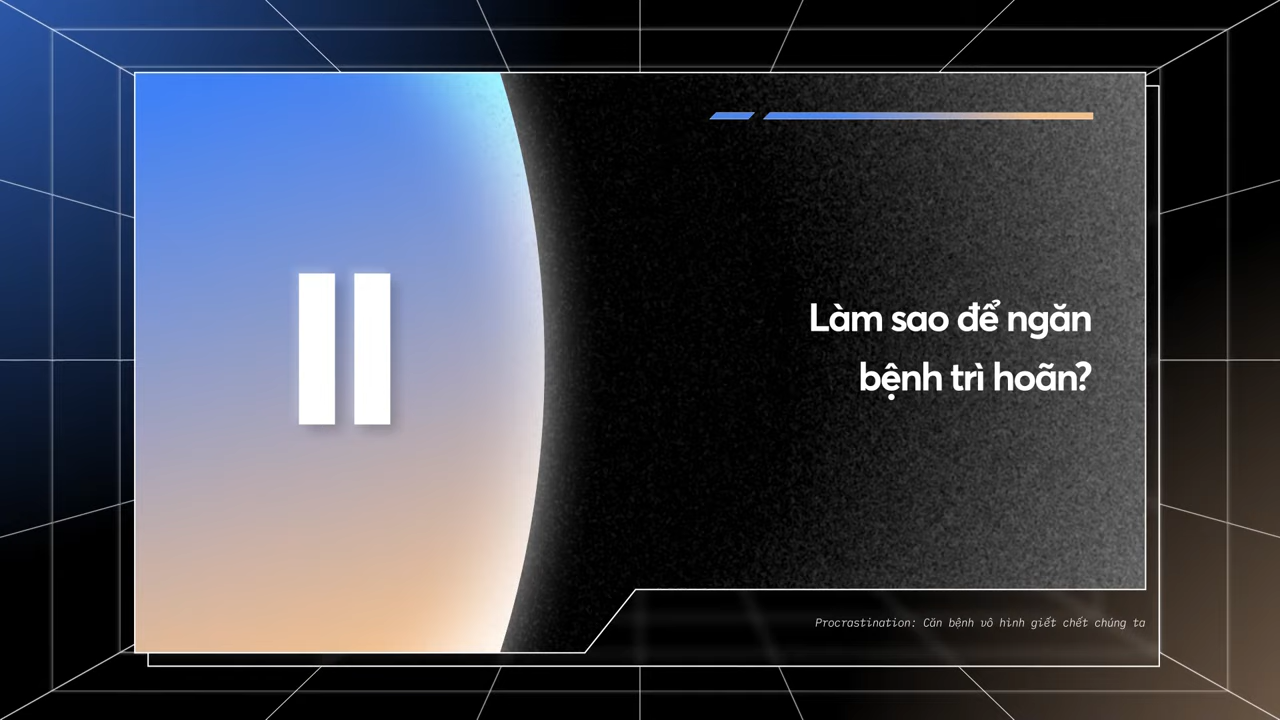 II
Làm sao để ngăn
bệnh trì hoãn?
Procrastination: Căn bệnh vô hình giết chết chúng ta